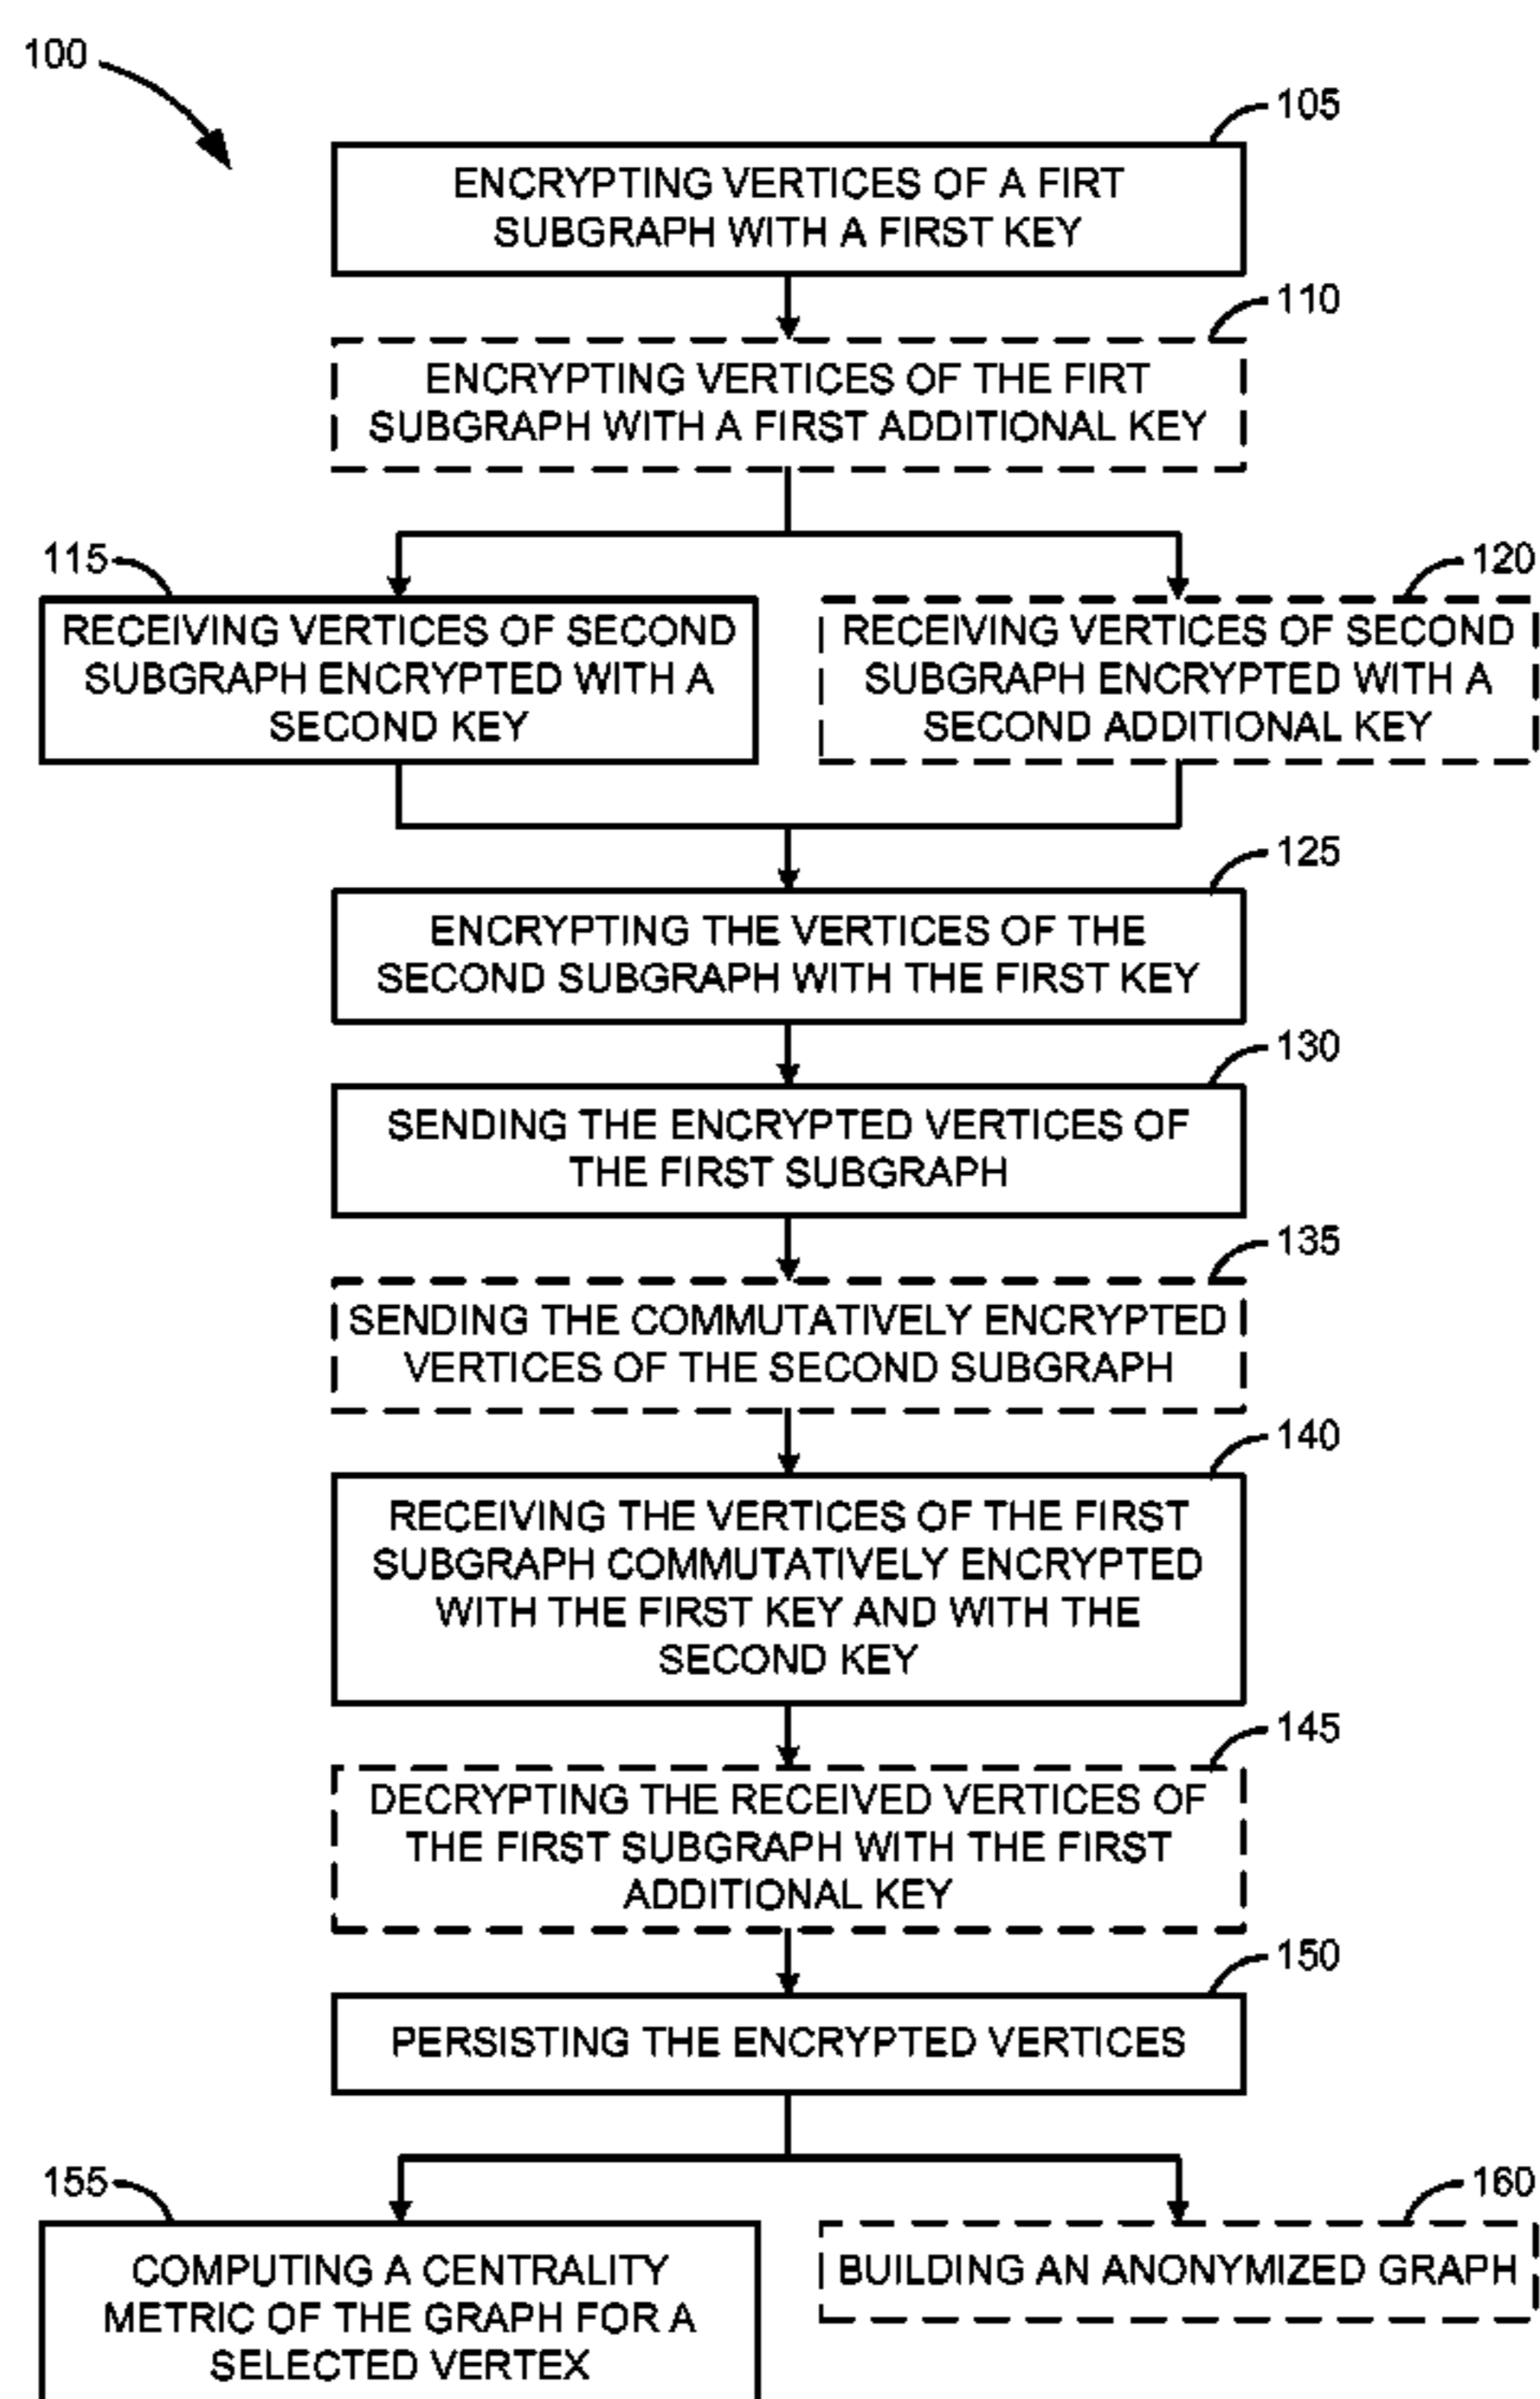 100
105
ENCRYPTING VERTICES OF A FIRT
SUBGRAPH WITH A FIRST KEY
110
ENCRYPTING VERTICES OF THE FIRT
SUBGRAPH WITH A FIRST ADDITIONAL KEY
115
RECEIVING VERTICES OF SECOND
SUBGRAPH ENCRYPTED WITH A
SECOND KEY
120
RECEIVING VERTICES OF SECOND
SUBGRAPH ENCRYPTED WITH A
SECOND ADDITIONAL KEY
125
ENCRYPTING THE VERTICES OF THE
SECOND SUBGRAPH WITH THE FIRST KEY
130
SENDING THE ENCRYPTED VERTICES OF
THE FIRST SUBGRAPH
135
SENDING THE COMMUTATIVELY ENCRYPTED
VERTICES OF THE SECOND SUBGRAPH
140
RECEIVING THE VERTICES OF THE FIRST
SUBGRAPH COMMUTATIVELY ENCRYPTED
WITH THE FIRST KEY AND WITH THE
SECOND KEY
145
DECRYPTING THE RECEIVED VERTICES OF
THE FIRST SUBGRAPH WITH THE FIRST
ADDITIONAL KEY
150
PERSISTING THE ENCRYPTED VERTICES
155
COMPUTING A CENTRALITY
METRIC OF THE GRAPH FOR A
SELECTED VERTEX
160
BUILDING AN ANONYMIZED GRAPH